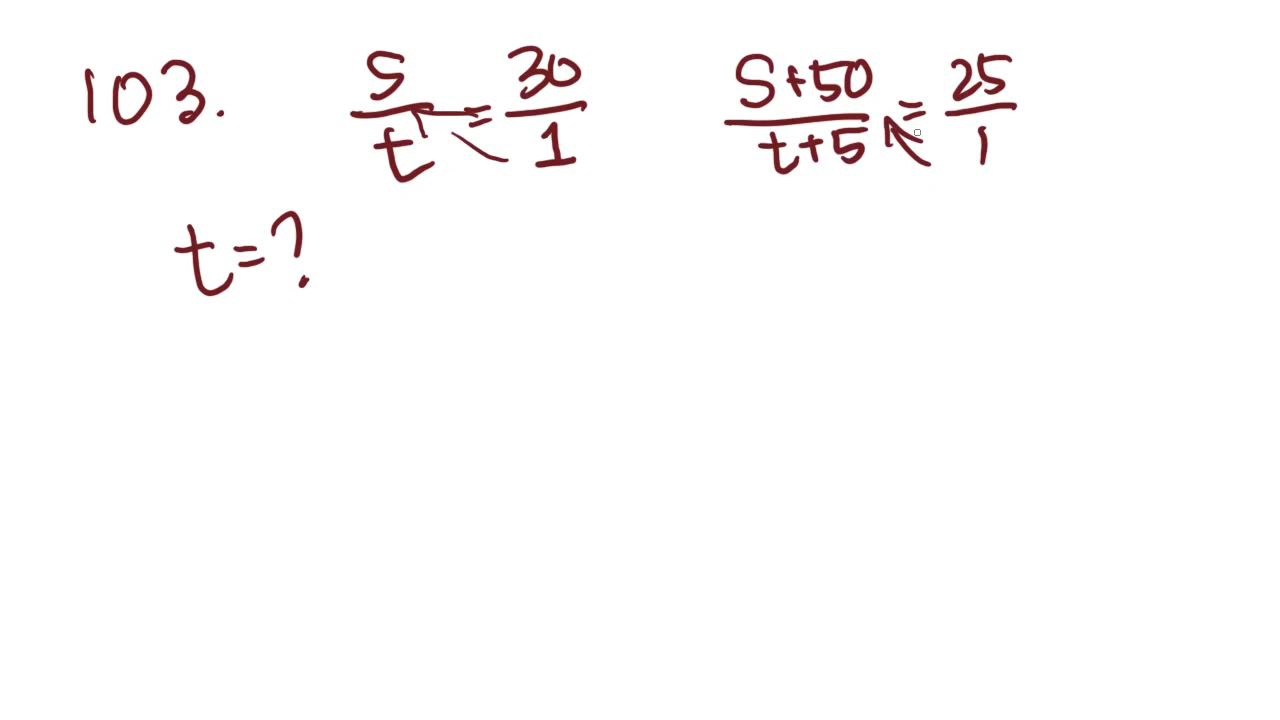 103. s/t = 30/1 s+50/t+5 = 25/1
t=?